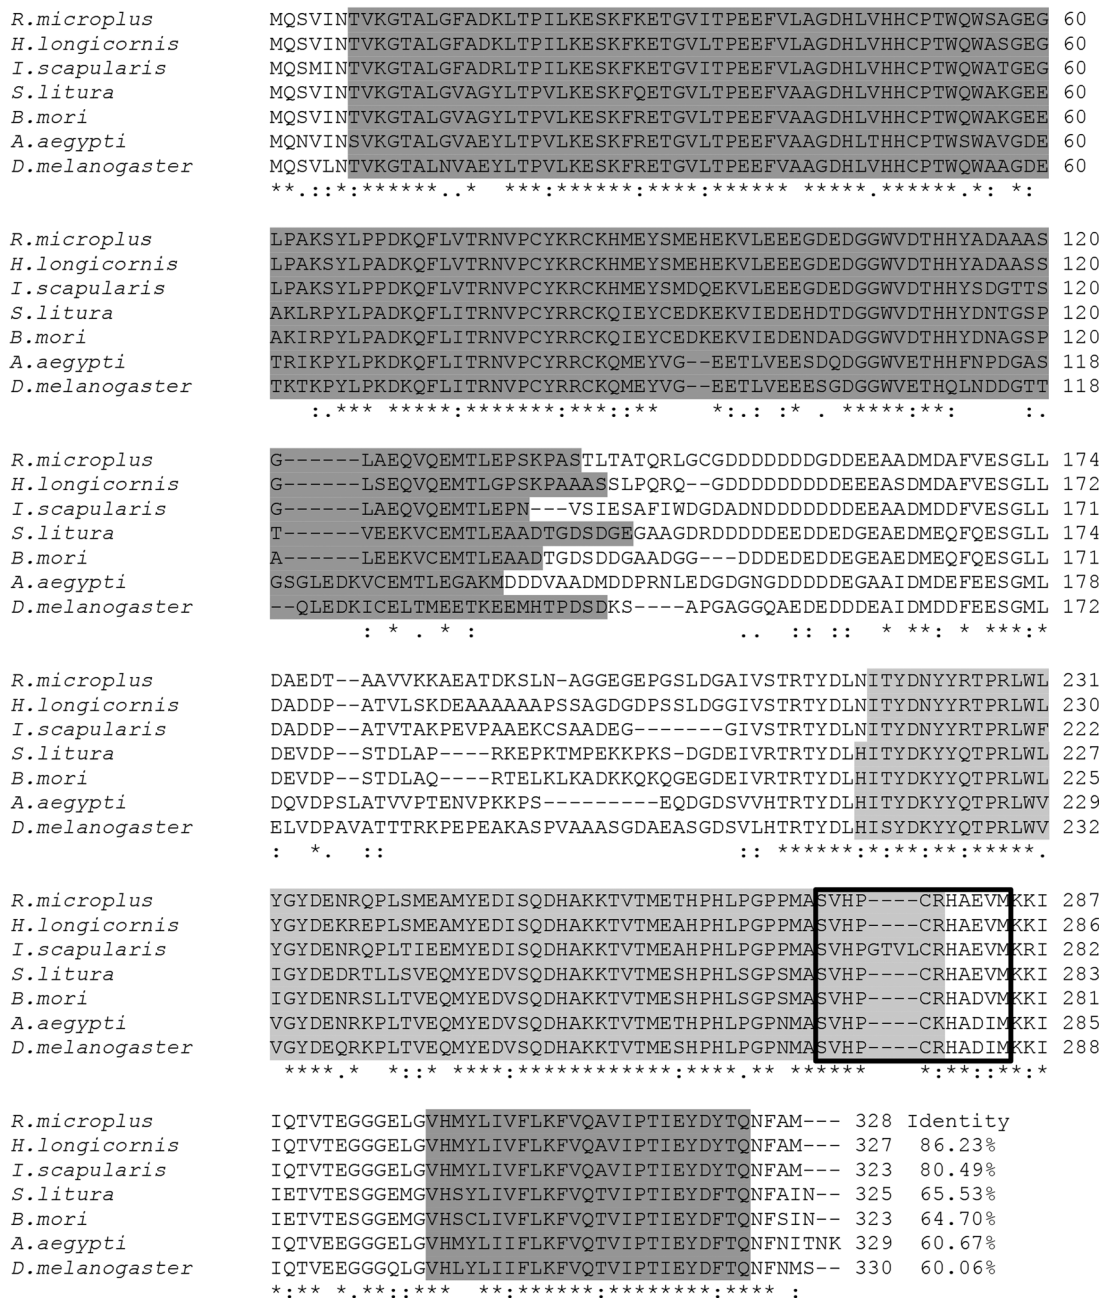 R.microplus MQSVINTVKGTALGFADKLTPILKESKFKETGVITPEEFVLAGDHLVHHCPTWQWSAGEG 60
H.longicornis MQSVINTVKGTALGFADKLTPILKESKFKETGVLTPEEFVLAGDHLVHHCPTWQWASGEG 60
I.scapularis MQSMINTVKGTALGFADRLTPILKESKFKETGVITPEEFVLAGDHLVHHCPTWQWATGEG 60
S.litura MQSVINTVKGTALGVAGYLTPVLKESKFQETGVLTPEEFVAAGDHLVHHCPTWQWAKGEE 60
B.mori MQSVINTVKGTALGVAGYLTPVLKESKFRETGVLTPEEFVAAGDHLVHHCPTWQWAKGEE 60
A.aegypti MQNVINSVKGTALGVAEYLTPVLKESKFRETGVLTPEEFVAAGDHLTHHCPTWSWAVGDE 60
D.melanogaster MQSVLNTVKGTALNVAEYLTPVLKESKFRETGVLTPEEFVAAGDHLVHHCPTWQWAAGDE 60
**.::*:******..* ***:******:****:****** *****.******.*: *:
R.microplus LPAKSYLPPDKQFLVTRNVPCYKRCKHMEYSMEHEKVLEEEGDEDGGWVDTHHYADAAAS 120
H.longicornis LPAKSYLPADKQFLVTRNVPCYKRCKHMEYSMEHEKVLEEEGDEDGGWVDTHHYADAASS 120
I.scapularis LPAKSYLPPDKQFLVTRNVPCYKRCKHMEYSMDQEKVLEEEGDEDGGWVDTHHYSDGTTS 120
S.litura AKLRPYLPADKQFLITRNVPCYRRCKQIEYCEDKEKVIEDEHDTDGGWVDTHHYDNTGSP 120
B.mori AKIRPYLPADKQFLITRNVPCYRRCKQIEYCEDKEKVIEDENDADGGWVDTHHYDNAGSP 120
A.aegypti TRIKPYLPKDKQFLITRNVPCYRRCKQMEYVG--EETLVEESDQDGGWVETHHFNPDGAS 118
D.melanogaster TKTKPYLPKDKQFLITRNVPCYRRCKQMEYVG--EETLVEEESGDGGWVETHQLNDDGTT 118
:.*** *****:*******:***::** *:.: :* . *****:**: :.
R.microplus G------LAEQVQEMTLEPSKPASTLTATQRLGCGDDDDDDDGDDEEAADMDAFVESGLL 174
H.longicornis G------LSEQVQEMTLGPSKPAAASSLPQRQ--GDDDDDDDDDEEEASDMDAFVESGLL 172
I.scapularis G------LAEQVQEMTLEPN---VSIESAFIWDGDADNDDDDDDDEEAADMDDFVESGLL 171
S.litura T------VEEKVCEMTLEAADTGDSDGEGAAGDRDDDDDEDDEGEAEDMEQFQESGLL 174
B.mori A------LEEKVCEMTLEAADTGDSDDGAADGG---DDDEDEDDEGEAEDMEQFQESGLL 171
A.aegypti GSGLEDKVCEMTLEGAKMDDDVAADMDDPRNLEDGDGNGDDDDDEGAAIDMDEFEESGML 178
D.melanogaster --QLEDKICELTMEETKEEMHTPDSDKS----APGAGGQAEDEDDDEAIDMDDFEESGML 172
: * . * : .. :: :: * **: * ***:*
R.microplus DAEDT--AAVVKKAEATDKSLN-AGGEGEPGSLDGAIVSTRTYDLNITYDNYYRTPRLWL 231
H.longicornis DADDP--ATVLSKDEAAAAAAPSSAGDGDPSSLDGGIVSTRTYDLNITYDNYYRTPRLWL 230
I.scapularis DADDP--ATVTAKPEVPAAEKCSAADEG-------GIVSTRTYDLNITYDNYYRTPRLWF 222
S.litura DEVDP--STDLAP----RKEPKTMPEKKPKS-DGDEIVRTRTYDLHITYDKYYQTPRLWL 227
B.mori DEVDP--STDLAQ----RTELKLKADKKQKQGEGDEIVRTRTYDLHITYDKYYQTPRLWL 225
A.aegypti DQVDPSLATVVPTENVPKKPS---------EQDGDSVVHTRTYDLHITYDKYYQTPRLWV 229
D.melanogaster ELVDPAVATTTRKPEPEAKASPVAAASGDAEASGDSVLHTRTYDLHISYDKYYQTPRLWV 232
: *. :: :: ******:*:**:**:*****.
R.microplus YGYDENRQPLSMEAMYEDISQDHAKKTVTMETHPHLPGPPMASVHP----CRHAEVMKKI 287
H.longicornis YGYDEKREPLSMEAMYEDISQDHAKKTVTMEAHPHLPGPPMASVHP----CRHAEVMKKI 286
I.scapularis YGYDENRQPLTIEEMYEDISQDHAKKTVTMEAHPHLPGPPMASVHPGTVLCRHAEVMKRI 282
S.litura IGYDEDRTLLSVEQMYEDVSQDHAKKTVTMESHPHLSGPSMASVHP----CRHAEVMKKI 283
B.mori IGYDENRSLLTVEQMYEDVSQDHAKKTVTMESHPHLSGPSMASVHP----CRHADVMKKI 281
A.aegypti VGYDENRKPLTVEQMYEDVSQDHAKKTVTMETHPHLPGPNMASVHP----CKHADIMKKI 285
D.melanogaster VGYDEQRKPLTVEQMYEDVSQDHAKKTVTMESHPHLPGPNMASVHP----CRHADIMKKI 288
****.* *::* ****:************:****.** ****** *:**::**:*
R.microplus IQTVTEGGGELGVHMYLIVFLKFVQAVIPTIEYDYTQNFAM--- 328 Identity
H.longicornis IQTVTEGGGELGVHMYLIVFLKFVQAVIPTIEYDYTQNFAM--- 327 86.23%
I.scapularis IQTVTEGGGELGVHMYLIVFLKFVQAVIPTIEYDYTQNFAM--- 323 80.49%
S.litura IETVTESGGEMGVHSYLIVFLKFVQTVIPTIEYDFTQNFAIN-- 325 65.53%
B.mori IETVTESGGEMGVHSCLIVFLKFVQTVIPTIEYDFTQNFSIN-- 323 64.70%
A.aegypti IQTVEEGGGELGVHMYLIIFLKFVQTVIPTIEYDFTQNFNITNK 329 60.67%
D.melanogaster IQTVEEGGGQLGVHLYLIIFLKFVQTVIPTIEYDFTQNFNMS-- 330 60.06%
*:** *.**::*** **:******:********:**** :